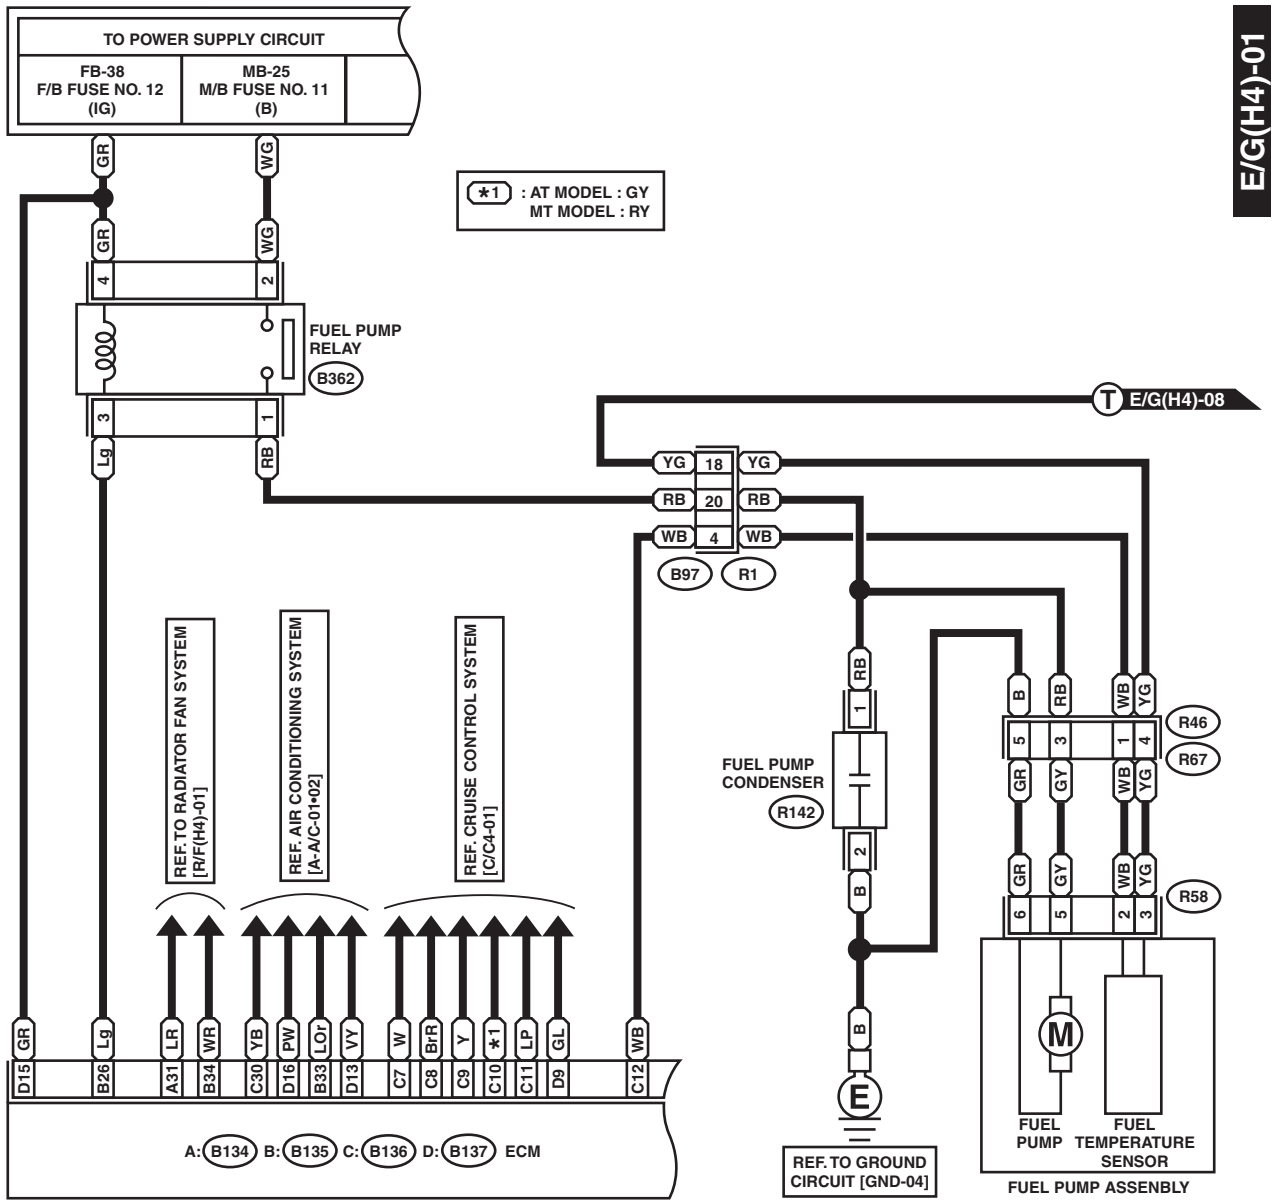 TO POWER SUPPLY CIRCUIT
FB-38
F/B FUSE NO. 12
(IG)
MB-25
M/B FUSE NO. 11
(B)
E/G(H4)-01
GR
WG
*1 : AT MODEL : GY
MT MODEL : RY
GR
WG
4
2
FUEL PUMP
RELAY
B362
3
1
Lg
RB
T E/G(H4)-08
YG 18 YG
RB 20 RB
WB 4 WB
B97 R1
REF. TO RADIATOR FAN SYSTEM
[R/F(H4)-01]
REF. AIR CONDITIONING SYSTEM
[A-A/C-01•02]
REF. CRUISE CONTROL SYSTEM
[C/C4-01]
RB
1
FUEL PUMP
CONDENSER
R142
2
B
B
E
REF. TO GROUND
CIRCUIT [GND-04]
B RB WB YG
5 3 1 4
R46
R67
GR GY WB YG
GR GY WB YG
R58
6 5 2 3
M
FUEL
PUMP
FUEL
TEMPERATURE
SENSOR
FUEL PUMP ASSENBLY
GR Lg LR WR YB PW LOr VY W BrR Y *1 LP GL WB
D15 B26 A31 B34 C30 D16 B33 D13 C7 C8 C9 C10 C11 D9 C12
A: B134 B: B135 C: B136 D: B137 ECM